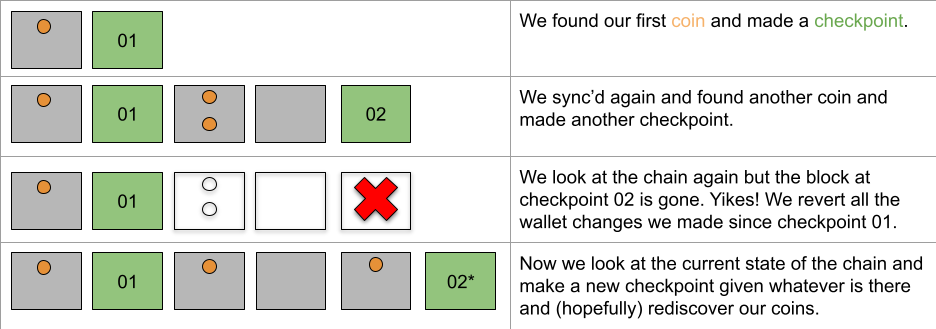 01
We found our first coin and made a checkpoint.
01
02
We sync’d again and found another coin and
made another checkpoint.
01
We look at the chain again but the block at
checkpoint 02 is gone. Yikes! We revert all the
wallet changes we made since checkpoint 01.
01
02*
Now we look at the current state of the chain and
make a new checkpoint given whatever is there
and (hopefully) rediscover our coins.